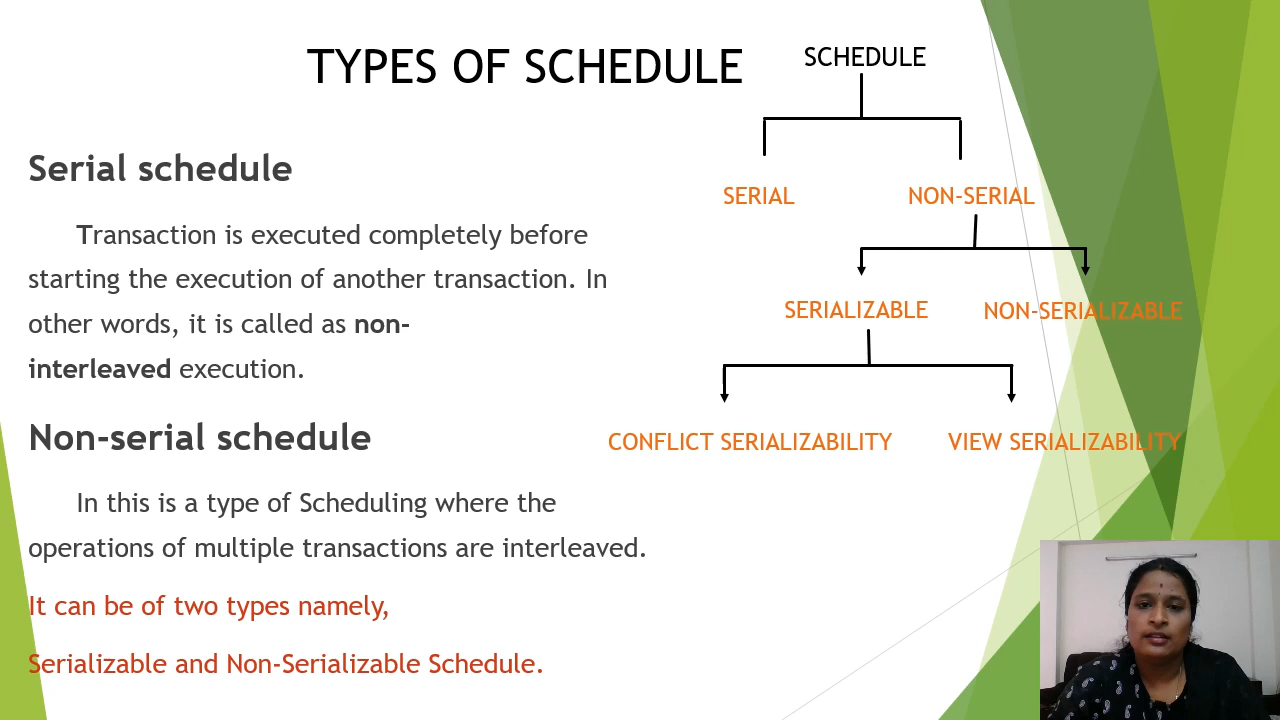 TYPES OF SCHEDULE
Serial schedule
Transaction is executed completely before
starting the execution of another transaction. In
other words, it is called as non-
interleaved execution.
Non-serial schedule
In this is a type of Scheduling where the
operations of multiple transactions are interleaved.
It can be of two types namely,
Serializable and Non-Serializable Schedule.
SCHEDULE
SERIAL
NON-SERIAL
SERIALIZABLE
NON-SERIALIZABLE
CONFLICT SERIALIZABILITY
VIEW SERIALIZABILITY